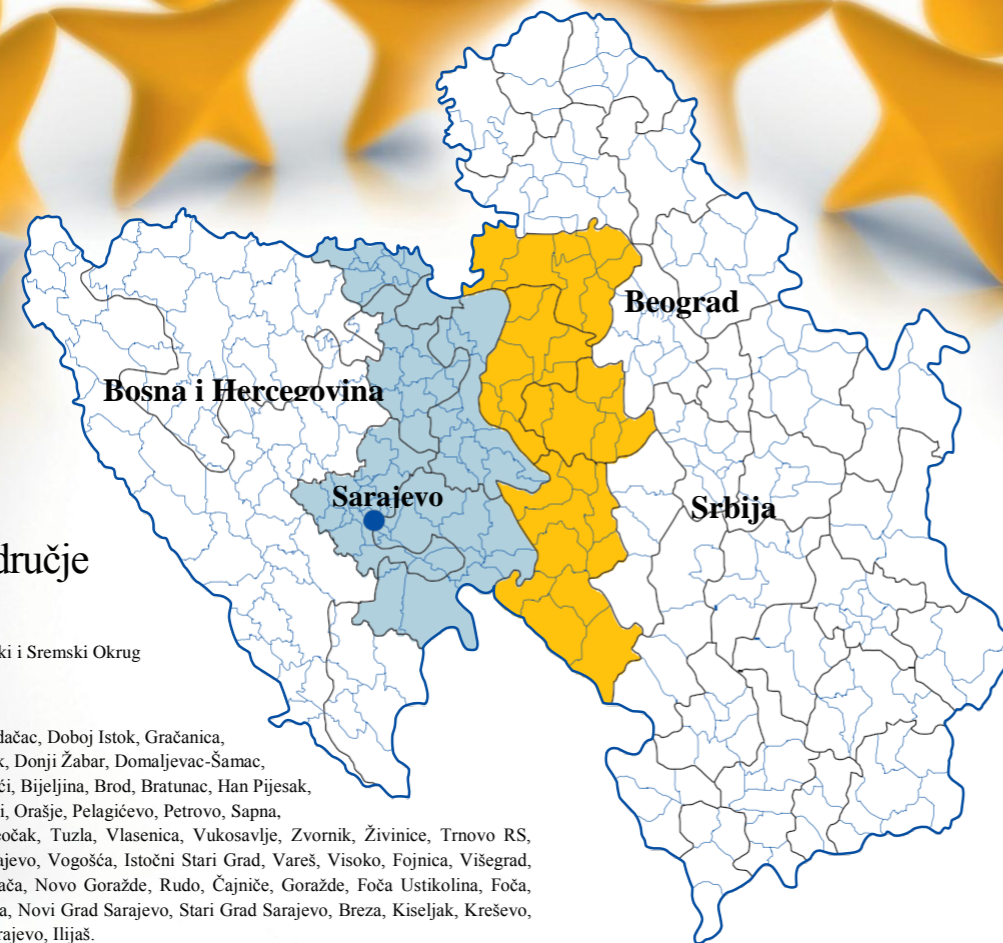 Beograd
Bosna i Hercegovina
Sarajevo
Srbija
dručje
ki i Sremski Okrug
dačac, Doboj Istok, Gračanica,
k, Donji Žabar, Domaljevac-Šamac,
ći, Bijeljina, Brod, Bratunac, Han Pijesak,
i, Orašje, Pelagićevo, Petrovo, Sapna,
eočak, Tuzla, Vlasenica, Vukosavlje, Zvornik, Živinice, Trnovo RS,
ajevo, Vogošća, Istočni Stari Grad, Vareš, Visoko, Fojnica, Višegrad,
ača, Novo Goražde, Rudo, Čajniče, Goražde, Foča Ustikolina, Foča,
a, Novi Grad Sarajevo, Stari Grad Sarajevo, Breza, Kiseljak, Kreševo,
rajevo, Ilijaš.